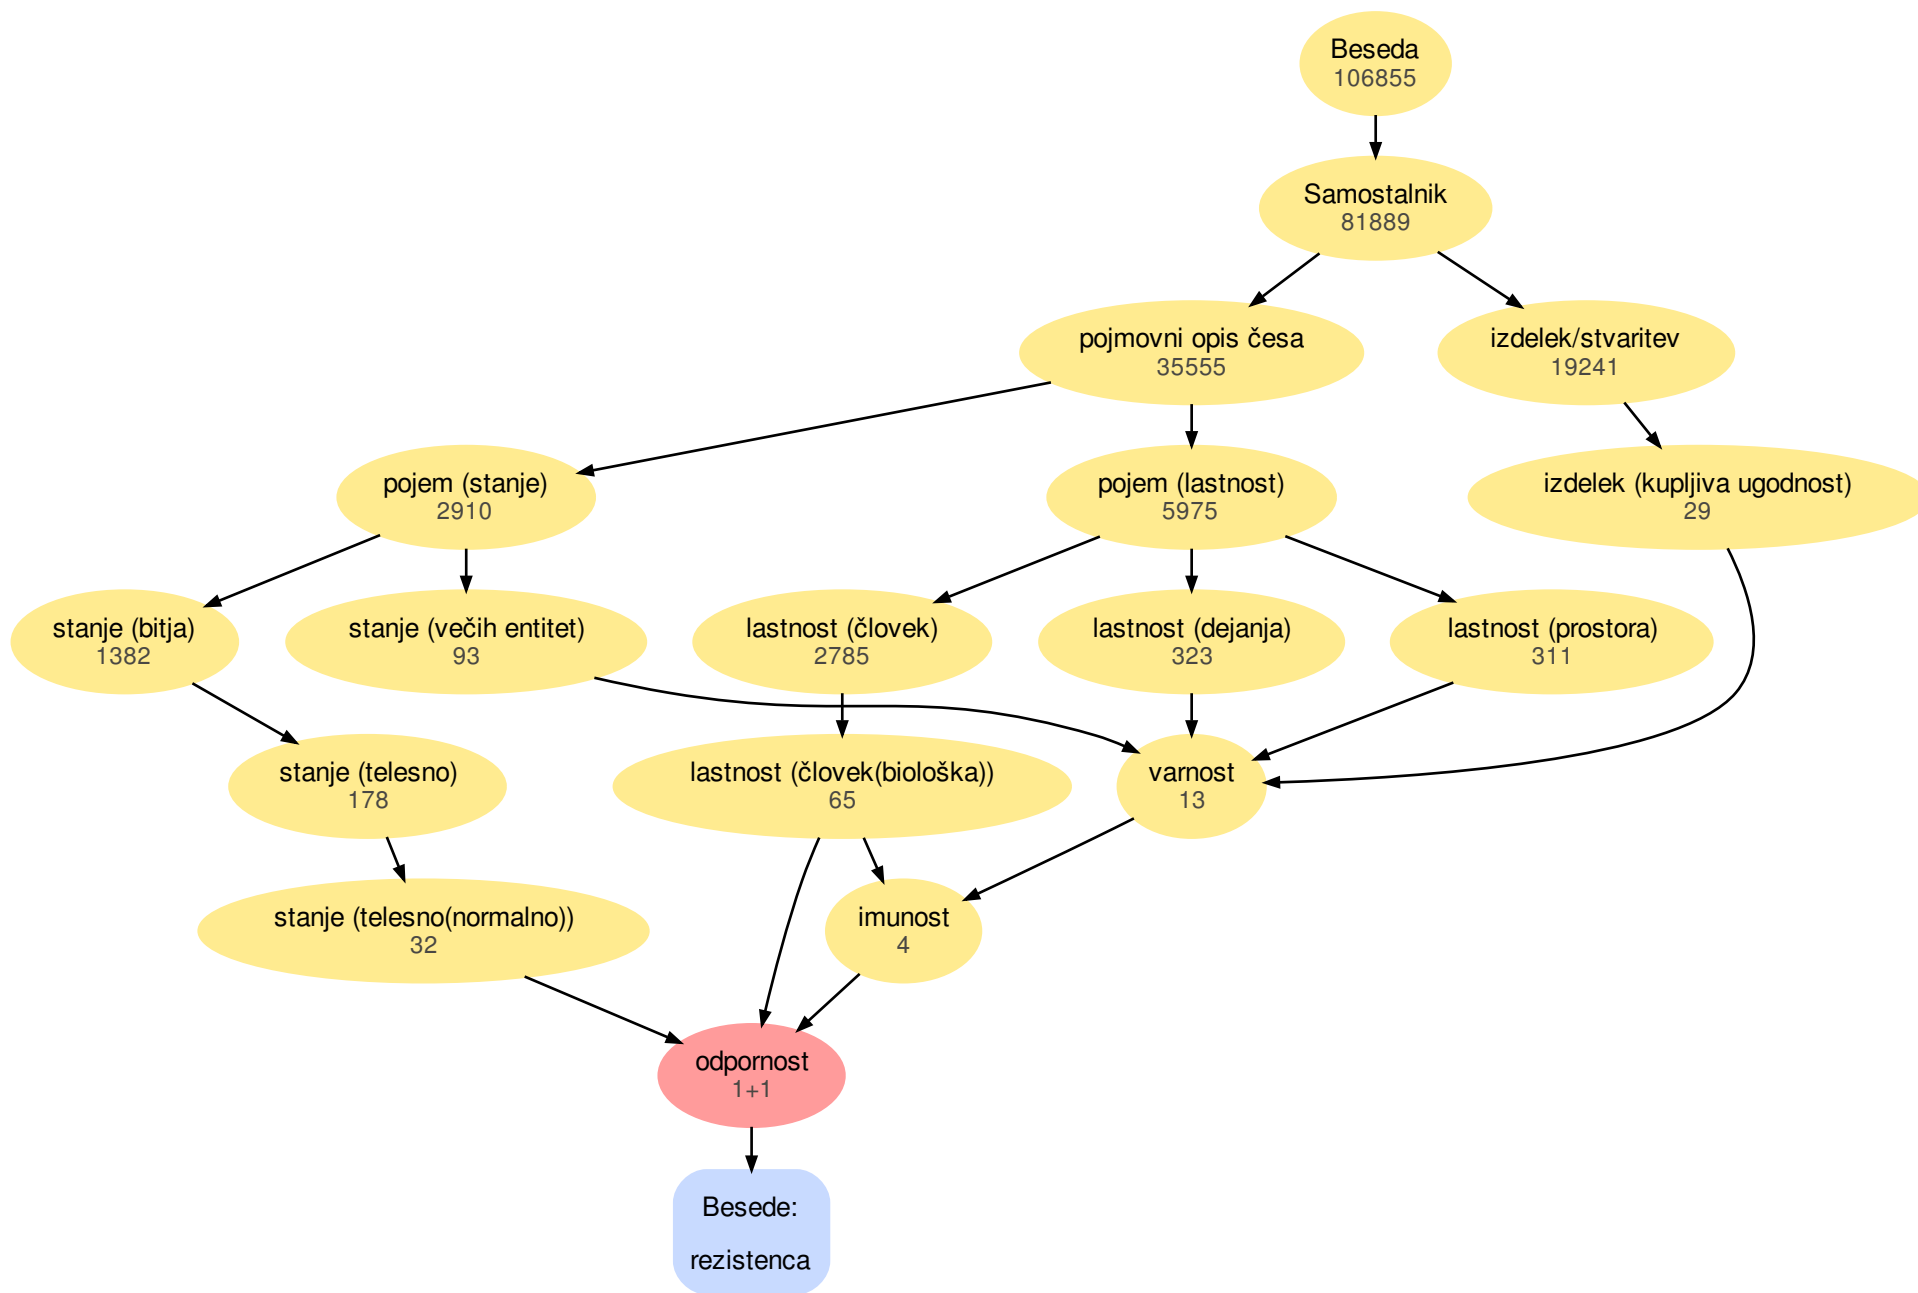 Beseda
106855
Samostalnik
81889
pojmovni opis česa
35555
izdelek/stvaritev
19241
pojem (stanje)
2910
pojem (lastnost)
5975
izdelek (kupljiva ugodnost)
29
stanje (bitja)
1382
stanje (večih entitet)
93
lastnost (človek)
2785
lastnost (dejanja)
323
lastnost (prostora)
311
stanje (telesno)
178
lastnost (človek(biološka))
65
varnost
13
stanje (telesno(normalno))
32
imunost
4
odpornost
1+1
Besede:
rezistenca